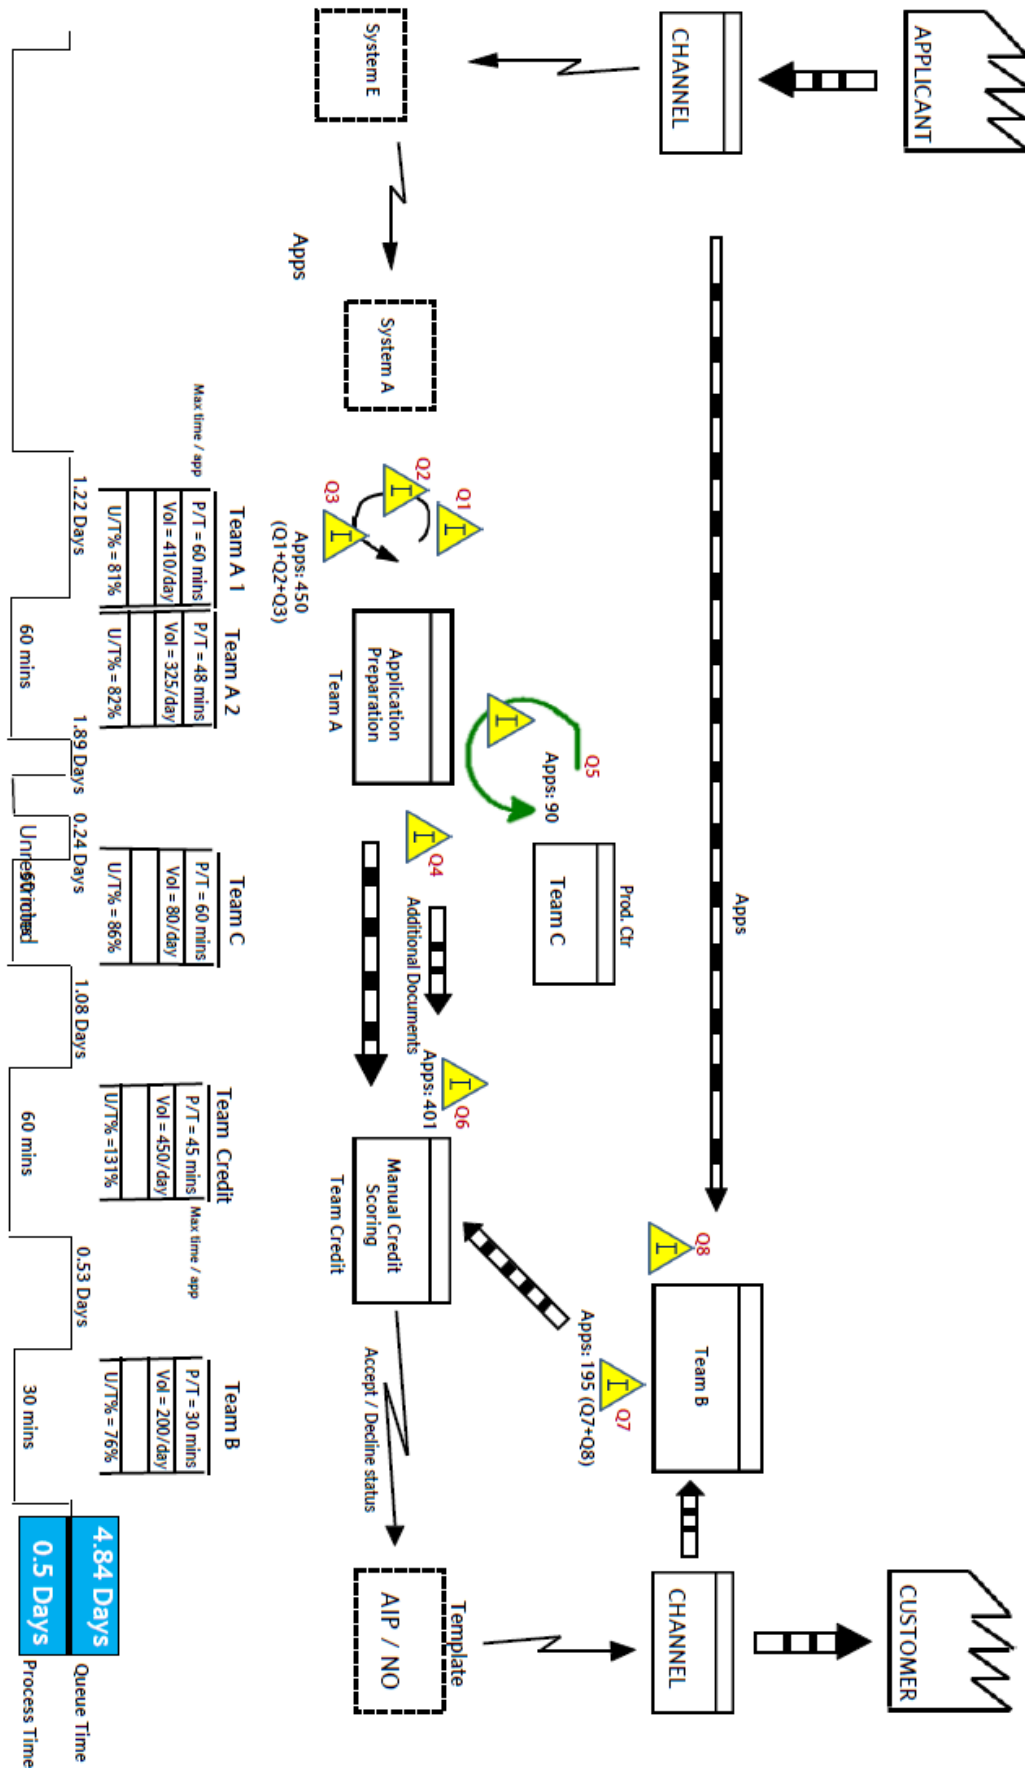 APPLICANT
CHANNEL
System E
Apps
System A
Apps
Q1
Q2
Q3
Apps: 450
(Q1+Q2+Q3)
Application
Preparation
Team A
Q5
Apps: 90
Prod. Ctr
Team C
Q4
Additional Documents
Q6
Apps: 401
Manual Credit
Scoring
Team Credit
Q8
Team B
Q7
Apps: 195 (Q7+Q8)
Accept / Decline status
Template
AIP / NO
CHANNEL
CUSTOMER
Max time / app
Team A 1
P/T = 60 mins
Vol = 410/day
U/T% = 81%
Team A 2
P/T = 48 mins
Vol = 325/day
U/T% = 82%
Team C
P/T = 60 mins
Vol = 80/day
U/T% = 86%
Team Credit
P/T = 45 mins
Vol = 450/day
U/T% =131%
Max time / app
Team B
P/T = 30 mins
Vol = 200/day
U/T% = 76%
1.22 Days
60 mins
1.89 Days
Unrestricted
0.24 Days
60 mins
1.08 Days
60 mins
0.53 Days
30 mins
4.84 Days
Queue Time
0.5 Days
Process Time